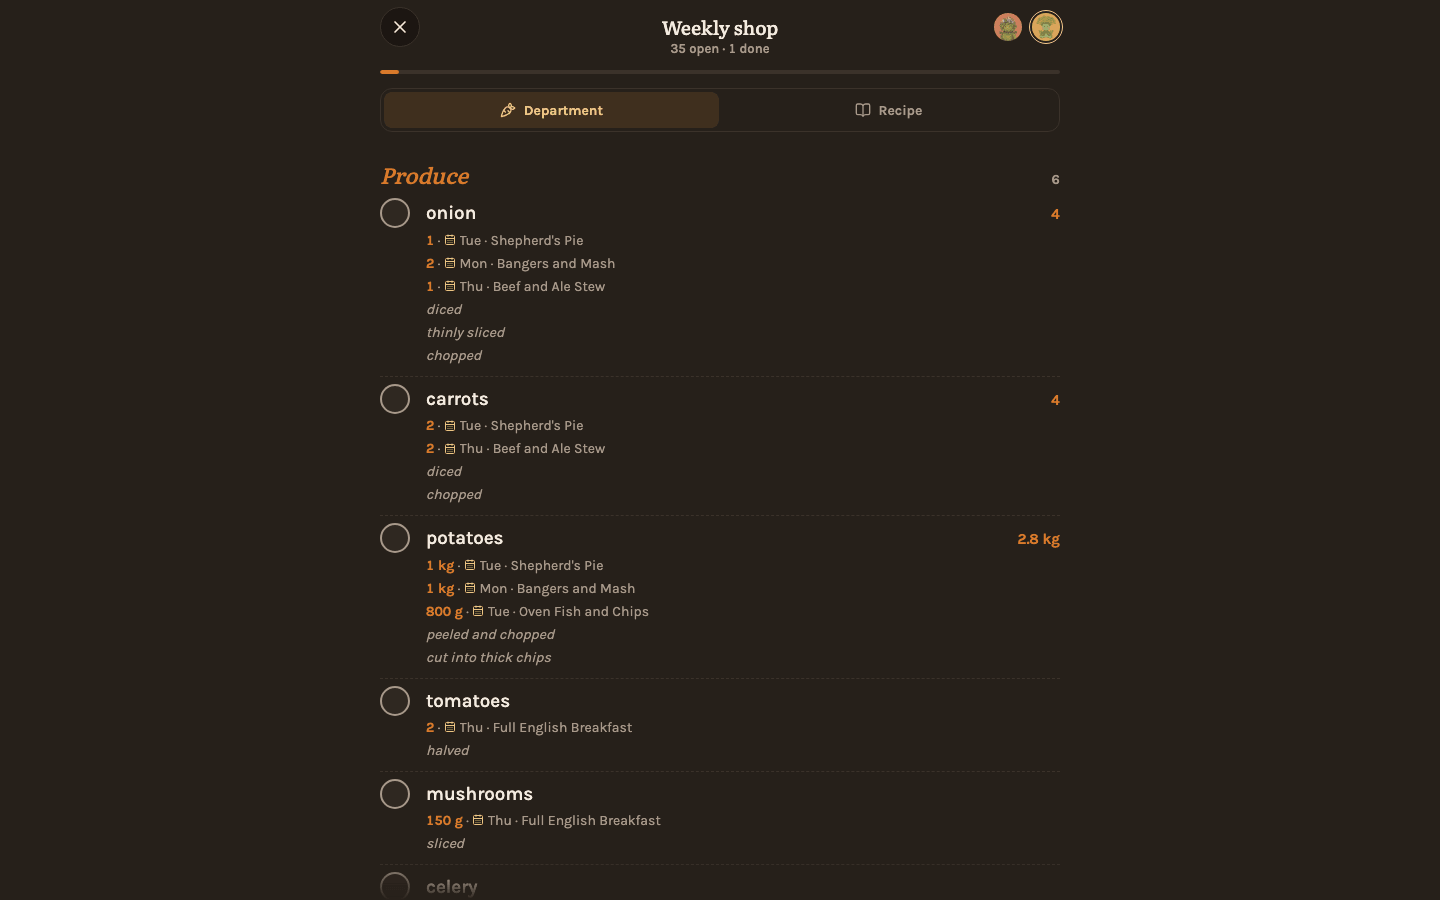 Weekly shop
35 open · 1 done
Department
Recipe
Produce
6
onion
4
1 · Tue · Shepherd's Pie
2 · Mon · Bangers and Mash
1 · Thu · Beef and Ale Stew
diced
thinly sliced
chopped
carrots
4
2 · Tue · Shepherd's Pie
2 · Thu · Beef and Ale Stew
diced
chopped
potatoes
2.8 kg
1 kg · Tue · Shepherd's Pie
1 kg · Mon · Bangers and Mash
800 g · Tue · Oven Fish and Chips
peeled and chopped
cut into thick chips
tomatoes
2 · Thu · Full English Breakfast
halved
mushrooms
150 g · Thu · Full English Breakfast
sliced
celery